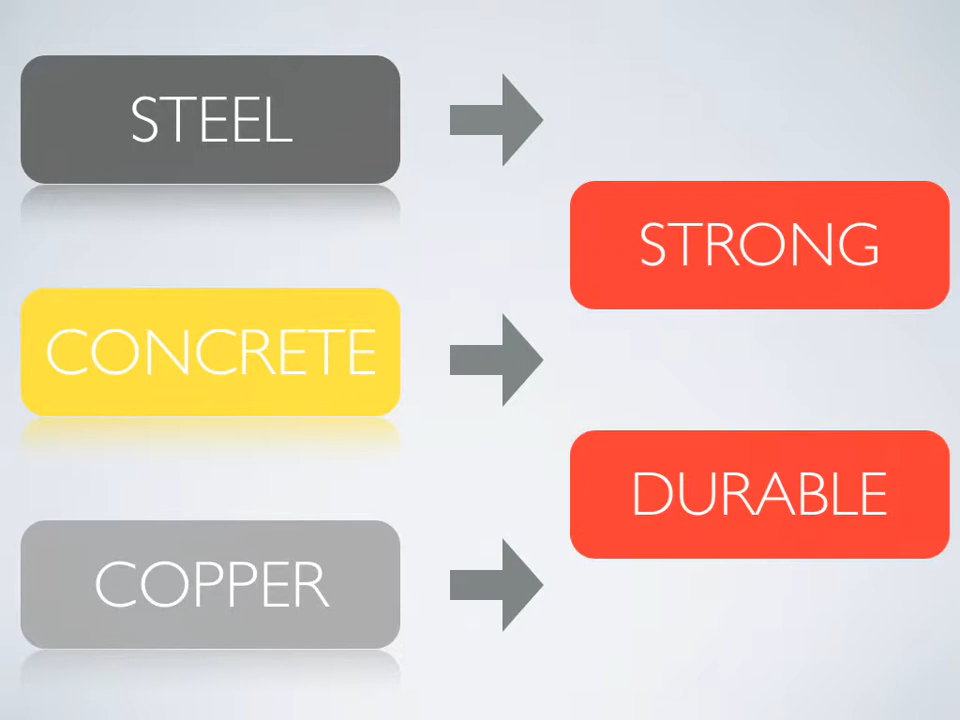 STEEL
STRONG
CONCRETE
DURABLE
COPPER